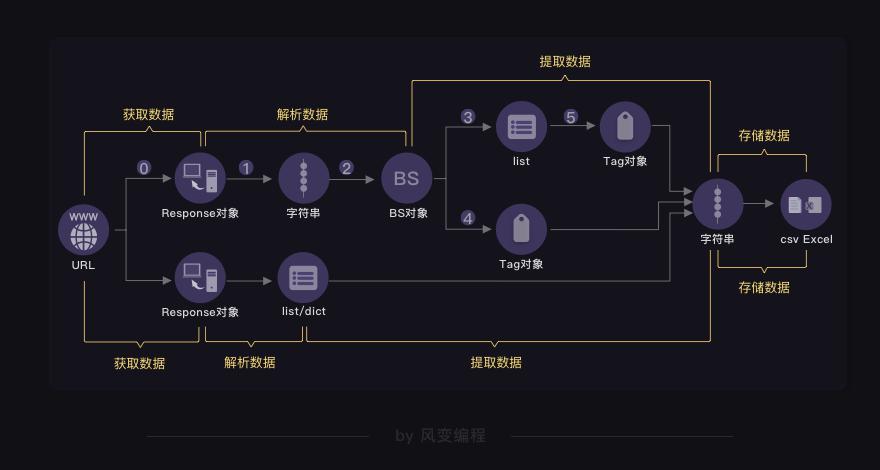 提取数据
获取数据
解析数据
3
5
存储数据
list
Tag对象
0
1
2
BS
Response对象
字符串
BS对象
WWW
4
字符串
csv Excel
URL
Tag对象
存储数据
Response对象
list/dict
获取数据
解析数据
提取数据
by 风变编程